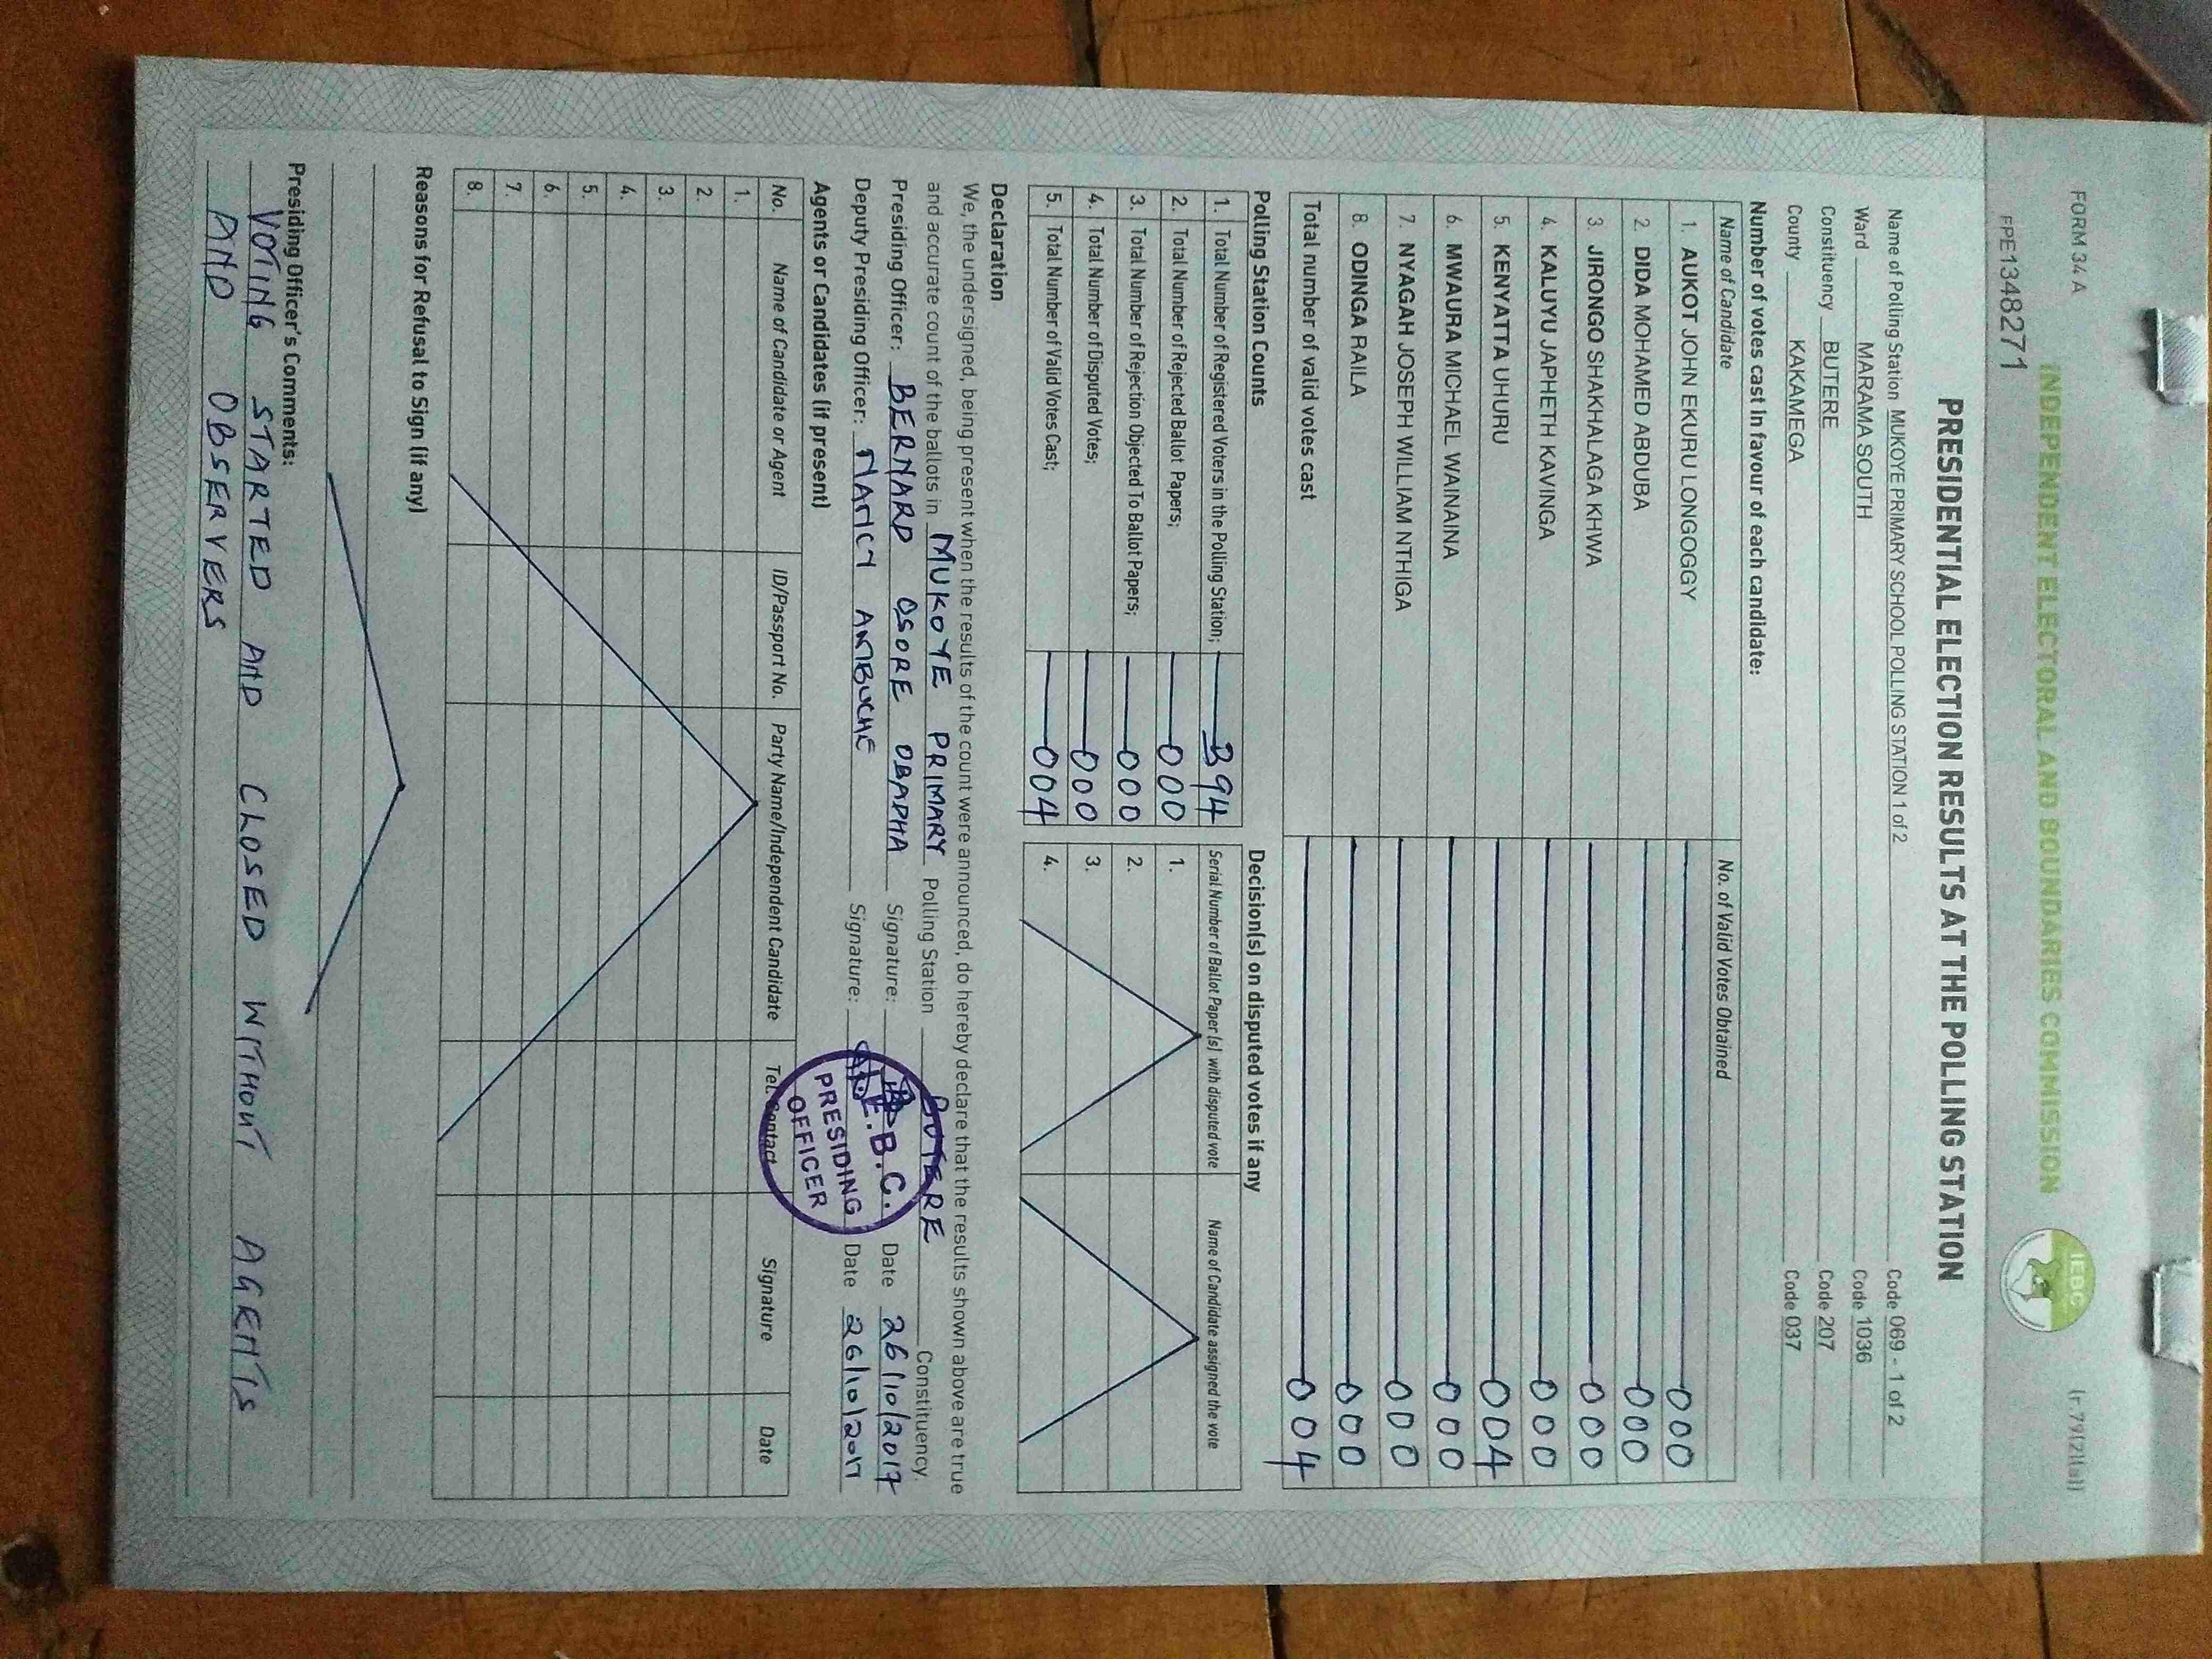 FORM 34 A
(r 79(2)(a))
INDEPENDENT ELECTORAL AND BOUNDARIES COMMISSION
IEBC
FPE1348271
PRESIDENTIAL ELECTION RESULTS AT THE POLLING STATION
Name of Polling Station MUKOYE PRIMARY SCHOOL POLLING STATION 1 of 2 Code 069 - 1 of 2
Ward MARAMA SOUTH Code 1036
Constituency BUTERE Code 207
County KAKAMEGA Code 037
Number of votes cast in favour of each candidate:
Name of Candidate No. of Valid Votes Obtained
1. AUKOT JOHN EKURU LONGOGGY 000
2. DIDA MOHAMED ABDUBA 000
3. JIRONGO SHAKHALAGA KHWA 000
4. KALUYU JAPHETH KAVINGA 000
5. KENYATTA UHURU 004
6. MWAURA MICHAEL WAINAINA 000
7. NYAGAH JOSEPH WILLIAM NTHIGA 000
8. ODINGA RAILA 000
Total number of valid votes cast 004
Polling Station Counts Decision(s) on disputed votes if any
1. Total Number of Registered Voters in the Polling Station; 394 Serial Number of Ballot Paper (s) with disputed vote Name of Candidate assigned the vote
2. Total Number of Rejected Ballot Papers; 000 1.
3. Total Number of Rejection Objected To Ballot Papers; 000 2.
4. Total Number of Disputed Votes; 000 3.
5. Total Number of Valid Votes Cast; 004 4.
Declaration
We, the undersigned, being present when the results of the count were announced, do hereby declare that the results shown above are true
and accurate count of the ballots in MUKOYE PRIMARY Polling Station BUTERE Constituency.
Presiding Officer: BERNARD OSORE OBADHA Signature: Date 26/10/2017
Deputy Presiding Officer: NANCY AMBUCHE Signature: Date 26/10/2017
I.E.B.C.
PRESIDING
OFFICER
Agents or Candidates (if present)
No. Name of Candidate or Agent ID/Passport No. Party Name/Independent Candidate Tel. Contact Signature Date
1.
2.
3.
4.
5.
6.
7.
8.
Reasons for Refusal to Sign (if any)
Presiding Officer's Comments:
VOTING STARTED AND CLOSED WITHOUT AGENTS
AND OBSERVERS